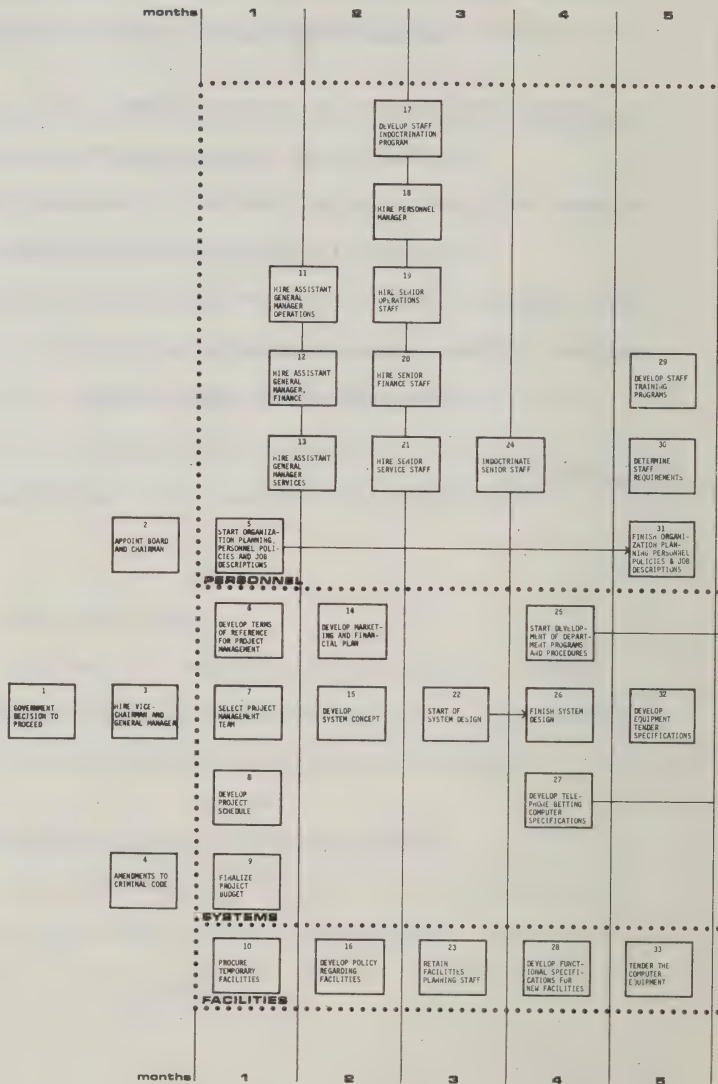 months 1 2 3 4 5
17
DEVELOP STAFF
INDOCTRINATION
PROGRAM
18
HIRE PERSONNEL
MANAGER
11
HIRE ASSISTANT
GENERAL
MANAGER
OPERATIONS
19
HIRE SENIOR
OPERATIONS
STAFF
12
HIRE ASSISTANT
GENERAL
MANAGER,
FINANCE
20
HIRE SENIOR
FINANCE STAFF
29
DEVELOP STAFF
TRAINING
PROGRAMS
13
HIRE ASSISTANT
GENERAL
MANAGER
SERVICES
21
HIRE SENIOR
SERVICE STAFF
24
INDOCTRINATE
SENIOR STAFF
30
DETERMINE
STAFF
REQUIREMENTS
2
APPOINT BOARD
AND CHAIRMAN
5
START ORGANIZA-
TION PLANNING,
PERSONNEL POLI-
CIES AND JOB
DESCRIPTIONS
31
FINISH ORGANI-
ZATION PLAN-
NING PERSONNEL
POLICIES & JOB
DESCRIPTIONS
PERSONNEL
6
DEVELOP TERMS
OF REFERENCE
FOR PROJECT
MANAGEMENT
14
DEVELOP MARKET-
ING AND FINAN-
CIAL PLAN
25
START DEVELOP-
MENT OF DEPART-
MENT PROGRAMS
AND PROCEDURES
1
GOVERNMENT
DECISION TO
PROCEED
3
HIRE VICE-
CHAIRMAN AND
GENERAL MANAGER
7
SELECT PROJECT
MANAGEMENT
TEAM
15
DEVELOP
SYSTEM CONCEPT
22
START OF
SYSTEM DESIGN
26
FINISH SYSTEM
DESIGN
32
DEVELOP
EQUIPMENT
TENDER
SPECIFICATIONS
8
DEVELOP
PROJECT
SCHEDULE
27
DEVELOP TELE-
PHONE BETTING
COMPUTER
SPECIFICATIONS
4
AMENDMENTS TO
CRIMINAL CODE
9
FINALIZE
PROJECT
BUDGET
SYSTEMS
10
PROCURE
TEMPORARY
FACILITIES
16
DEVELOP POLICY
REGARDING
FACILITIES
23
RETAIN
FACILITIES
PLANNING STAFF
28
DEVELOP FUNCT-
IONAL SPECIFI-
CATIONS FOR
NEW FACILITIES
33
TENDER THE
COMPUTER
EQUIPMENT
FACILITIES
months 1 2 3 4 5